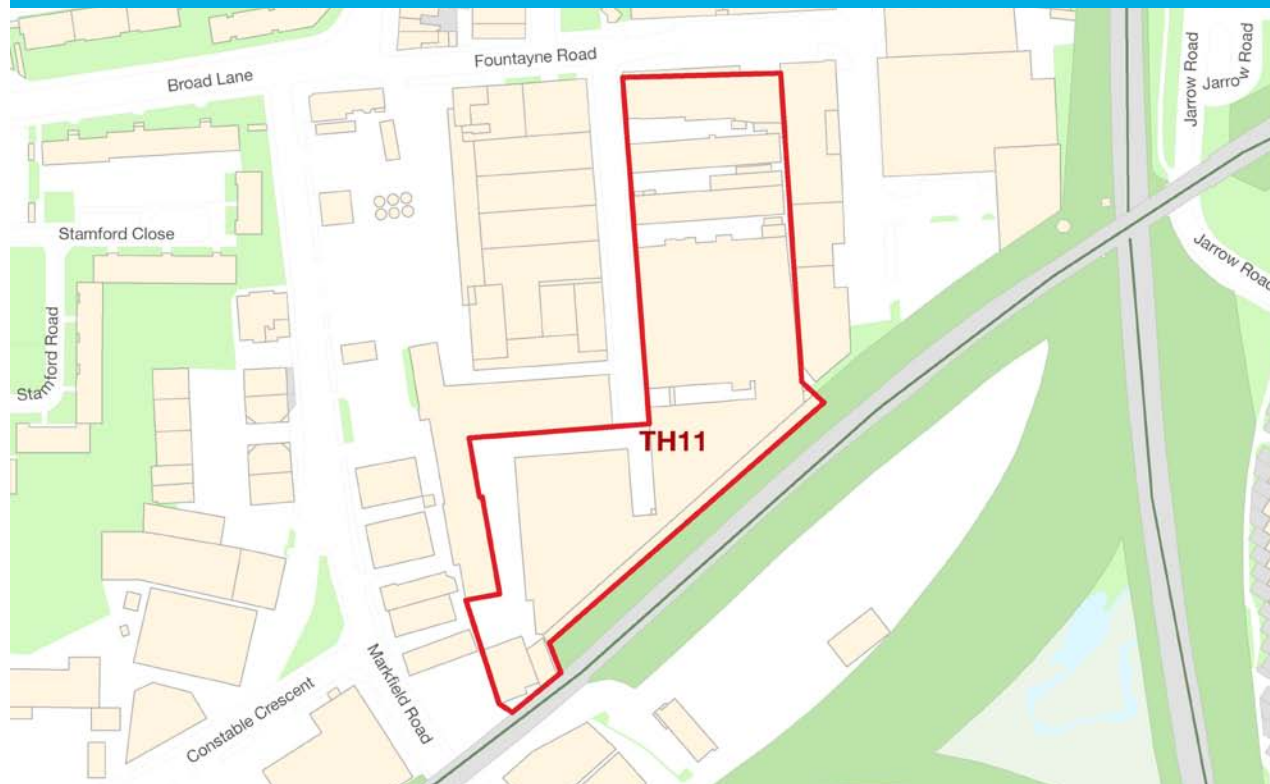 Fountayne Road
Broad Lane
Jarrow Road
Jarrow Road
Stamford Close
Jarrow Road
Stamford Road
Sta
TH11
Markfield Road
Constable Crescent